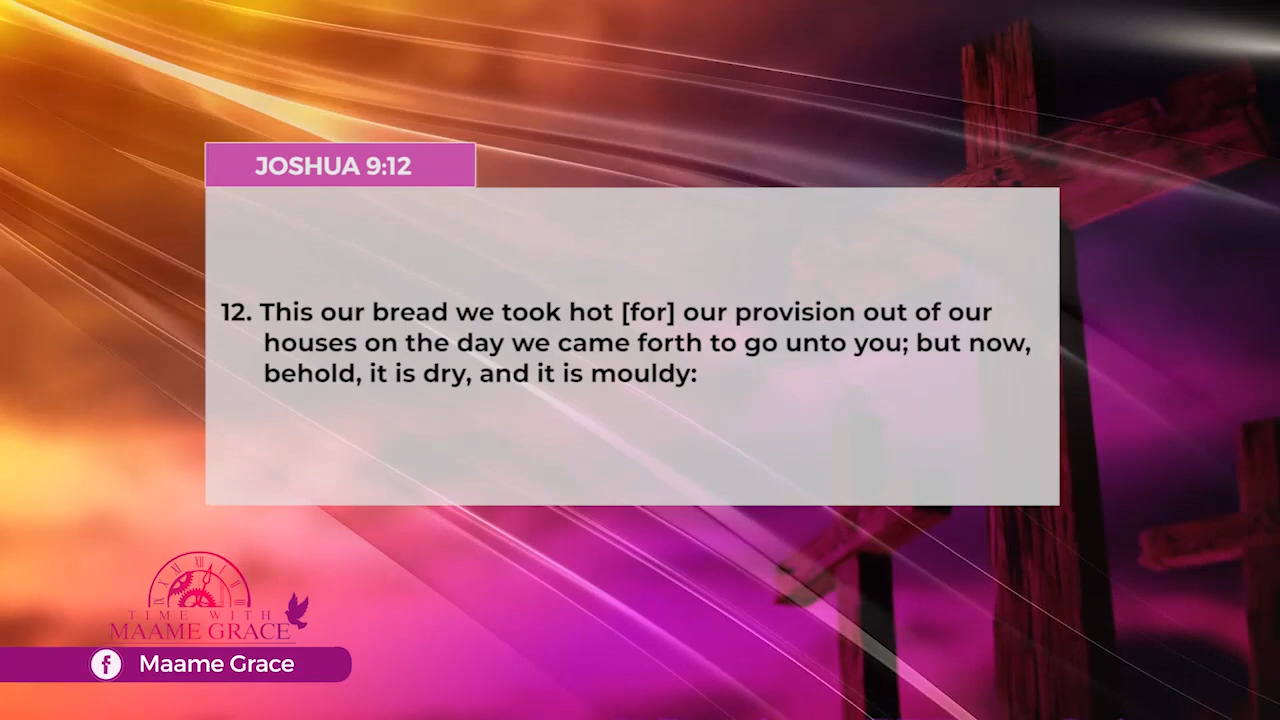 JOSHUA 9:12
12. This our bread we took hot [for] our provision out of our
houses on the day we came forth to go unto you; but now,
behold, it is dry, and it is mouldy:
TIME WITH
MAAME GRACE
Maame Grace